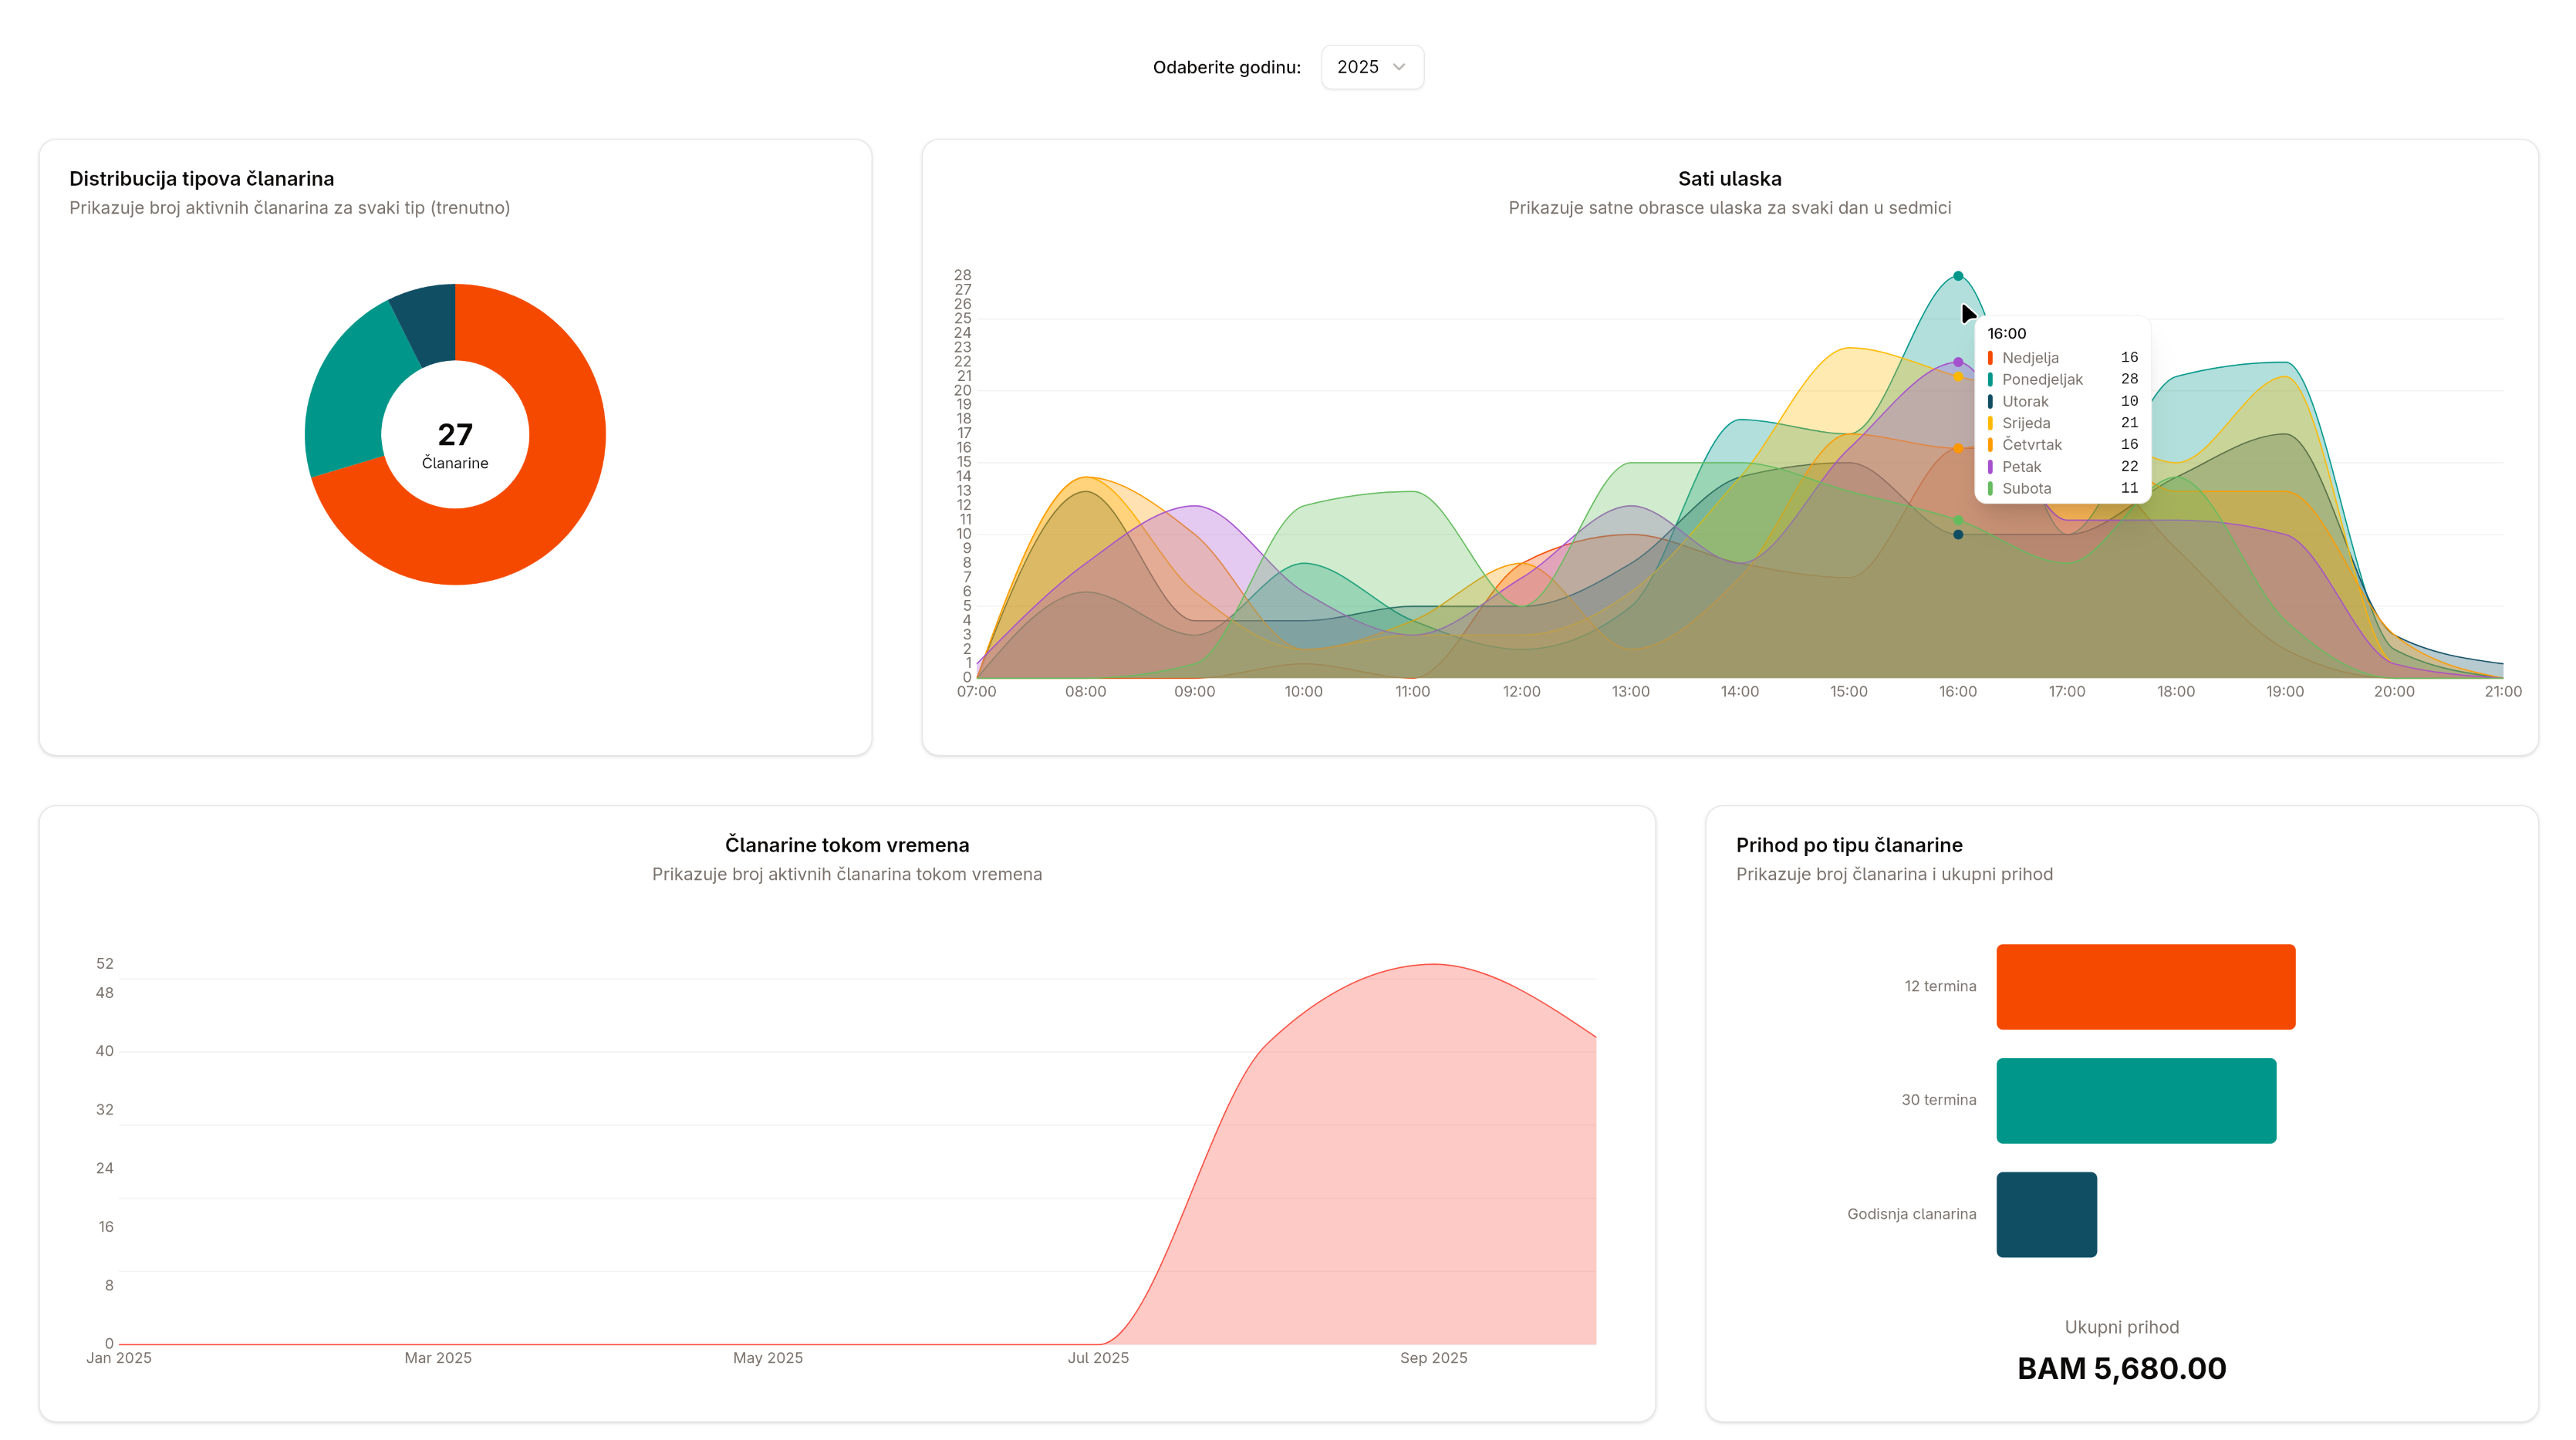 Odaberite godinu:
2025
Distribucija tipova članarina
Prikazuje broj aktivnih članarina za svaki tip (trenutno)
27
Članarine
Sati ulaska
Prikazuje satne obrasce ulaska za svaki dan u sedmici
28
27
26
25
24
23
22
21
20
19
18
17
16
15
14
13
12
11
10
9
8
7
6
5
4
3
2
1
0
07:00 08:00 09:00 10:00 11:00 12:00 13:00 14:00 15:00 16:00 17:00 18:00 19:00 20:00 21:00
16:00
Nedjelja 16
Ponedjeljak 28
Utorak 10
Srijeda 21
Četvrtak 16
Petak 22
Subota 11
Članarine tokom vremena
Prikazuje broj aktivnih članarina tokom vremena
52
48
40
32
24
16
8
0
Jan 2025 Mar 2025 May 2025 Jul 2025 Sep 2025
Prihod po tipu članarine
Prikazuje broj članarina i ukupni prihod
12 termina
30 termina
Godisnja clanarina
Ukupni prihod
BAM 5,680.00